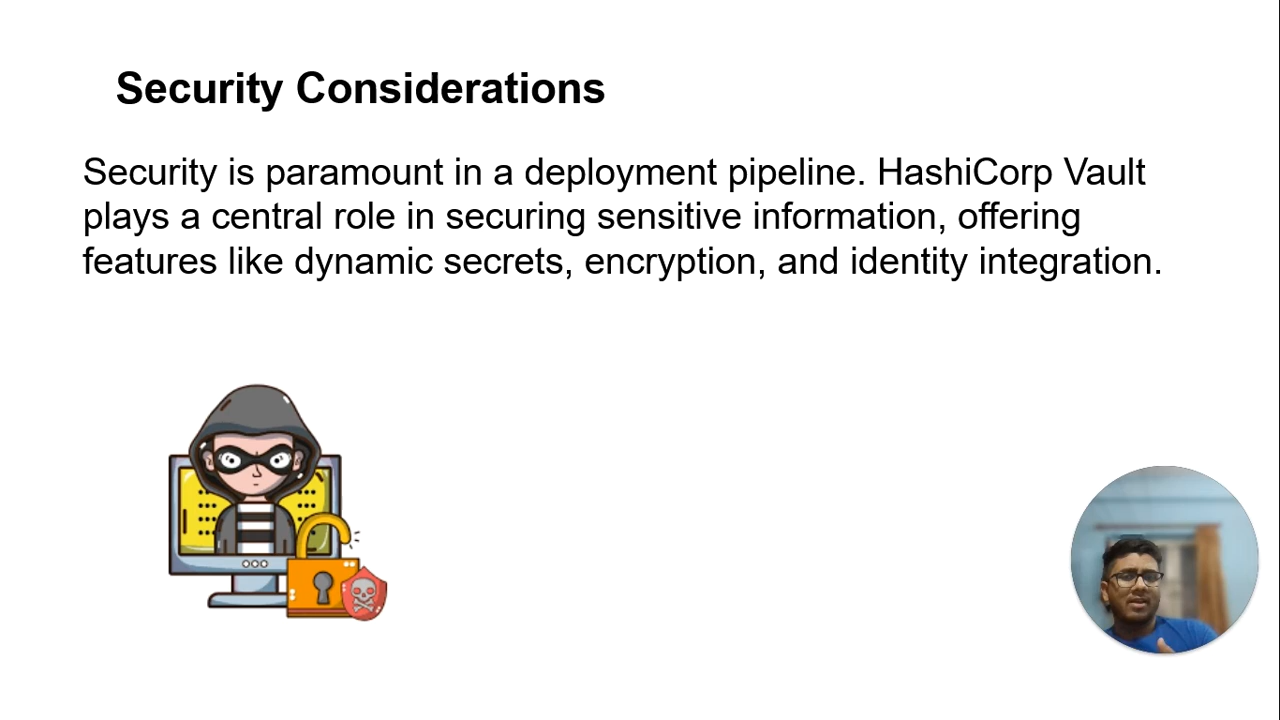 Security Considerations
Security is paramount in a deployment pipeline. HashiCorp Vault
plays a central role in securing sensitive information, offering
features like dynamic secrets, encryption, and identity integration.